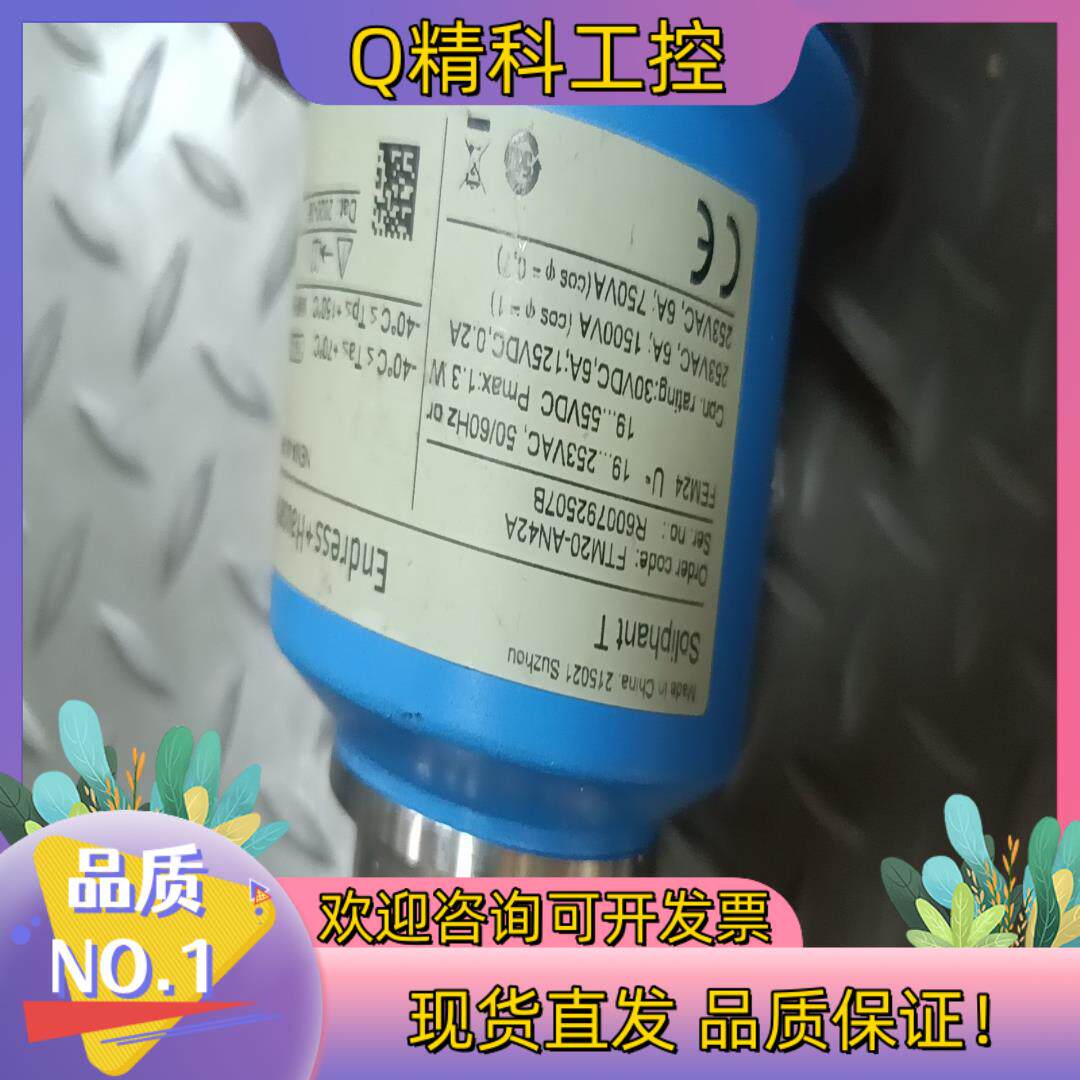 Q精科工控
Made in China, 215021 Suzhou
Soliphant T
Order code: FTM20-AN42A
Ser. no.: R600792507B
FEM24 U~ 19...253VAC, 50/60Hz or
19...55VDC Pmax:1.3W
Con. rating:30VDC,6A;125VDC,0.2A
253VAC, 6A; 1500VA (cos φ = 1)
253VAC, 6A; 750VA(cos φ = 0,7)
CE
Endress+Hauser
-40°C ≤ Ta≤ +70°C
-40°C ≤ Tp≤ +150°C
Dat.
品质
NO.1
欢迎咨询可开发票
现货直发 品质保证!